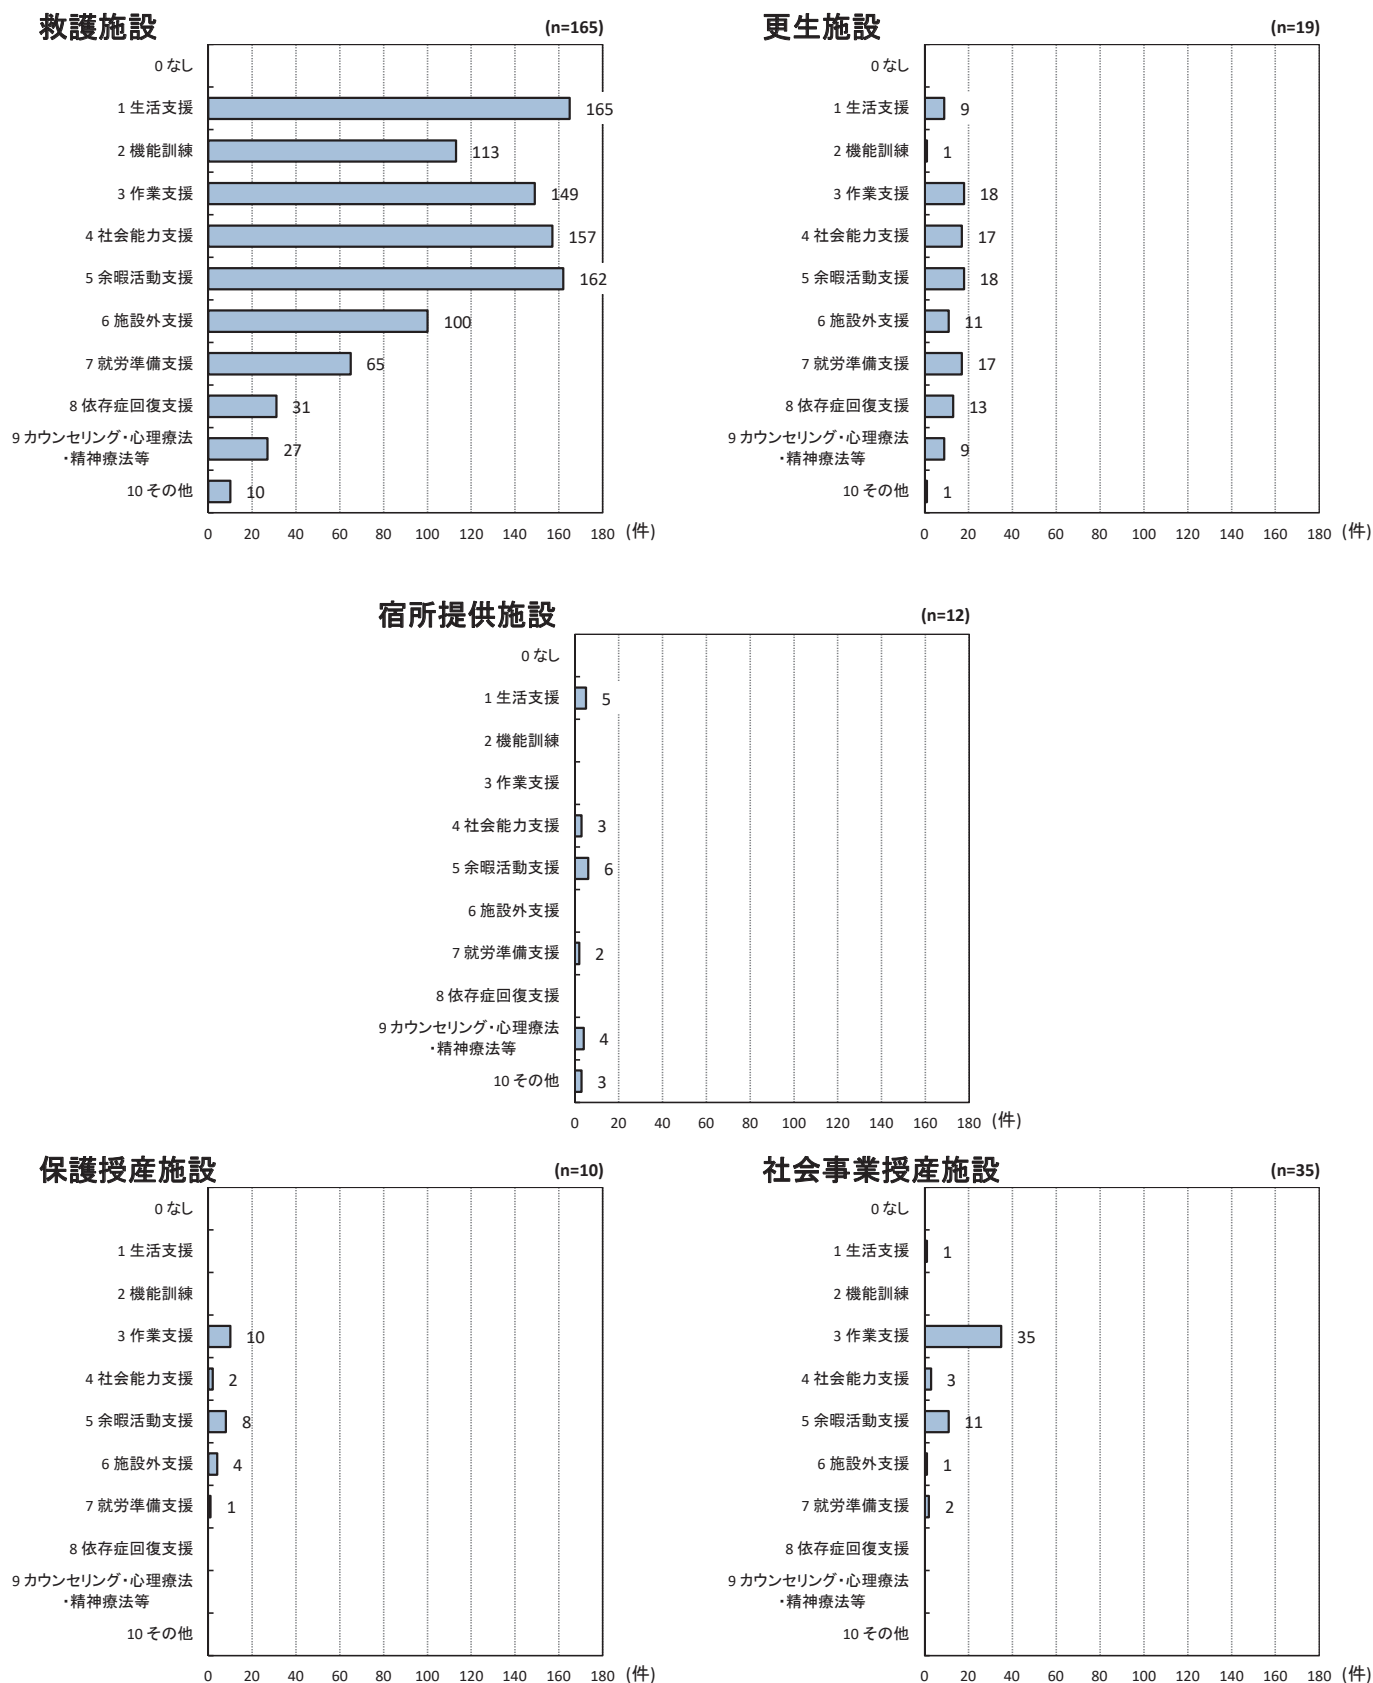 救護施設
(n=165)
0 なし
1 生活支援
165
2 機能訓練
113
3 作業支援
149
4 社会能力支援
157
5 余暇活動支援
162
6 施設外支援
100
7 就労準備支援
65
8 依存症回復支援
31
9 カウンセリング・心理療法
・精神療法等
27
10 その他
10
0 20 40 60 80 100 120 140 160 180 (件)
更生施設
(n=19)
0 なし
1 生活支援
9
2 機能訓練
1
3 作業支援
18
4 社会能力支援
17
5 余暇活動支援
18
6 施設外支援
11
7 就労準備支援
17
8 依存症回復支援
13
9 カウンセリング・心理療法
・精神療法等
9
10 その他
1
0 20 40 60 80 100 120 140 160 180 (件)
宿所提供施設
(n=12)
0 なし
1 生活支援
5
2 機能訓練
3 作業支援
4 社会能力支援
3
5 余暇活動支援
6
6 施設外支援
7 就労準備支援
2
8 依存症回復支援
9 カウンセリング・心理療法
・精神療法等
4
10 その他
3
0 20 40 60 80 100 120 140 160 180 (件)
保護授産施設
(n=10)
0 なし
1 生活支援
2 機能訓練
3 作業支援
10
4 社会能力支援
2
5 余暇活動支援
8
6 施設外支援
4
7 就労準備支援
1
8 依存症回復支援
9 カウンセリング・心理療法
・精神療法等
10 その他
0 20 40 60 80 100 120 140 160 180 (件)
社会事業授産施設
(n=35)
0 なし
1 生活支援
1
2 機能訓練
3 作業支援
35
4 社会能力支援
3
5 余暇活動支援
11
6 施設外支援
1
7 就労準備支援
2
8 依存症回復支援
9 カウンセリング・心理療法
・精神療法等
10 その他
0 20 40 60 80 100 120 140 160 180 (件)